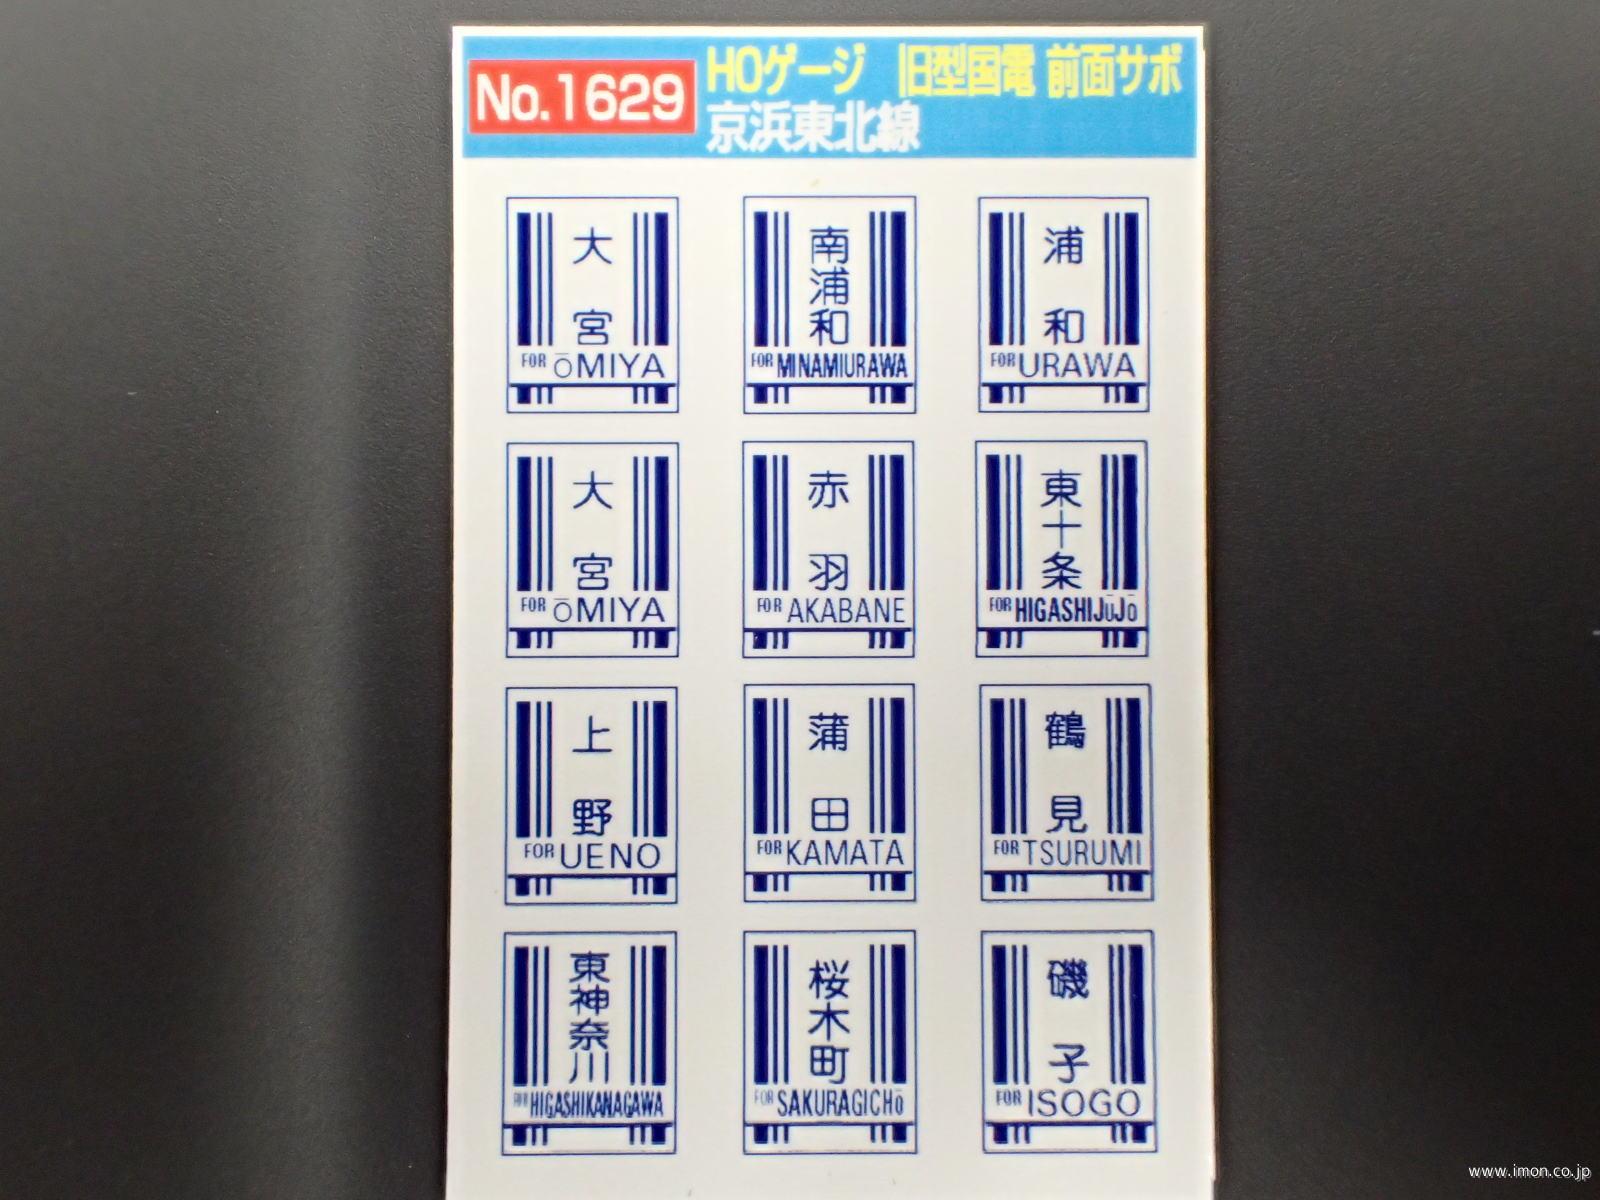 No.1629
HOゲージ 旧型国電 前面サボ
京浜東北線
大宮
FOR ŌMIYA
南浦和
FOR MINAMIURAWA
浦和
FOR URAWA
大宮
FOR ŌMIYA
赤羽
FOR AKABANE
東十条
FOR HIGASHIJŪJŌ
上野
FOR UENO
蒲田
FOR KAMATA
鶴見
FOR TSURUMI
東神奈川
FOR HIGASHIKANAGAWA
桜木町
FOR SAKURAGICHŌ
磯子
FOR ISOGO
www.imon.co.jp